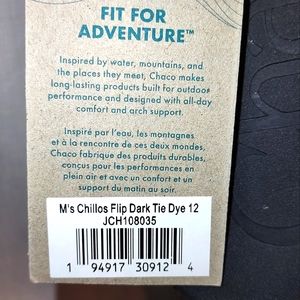 FIT FOR
ADVENTURE™
Inspired by water, mountains, and
the places they meet, Chaco makes
long-lasting products built for outdoor
performance and designed with all-day
comfort and arch support.
Inspiré par l'eau, les montagnes
et à la rencontre de ces deux mondes,
Chaco fabrique des produits durables,
conçus pour les performances en
plein air et avec un confort et un
support du matin au soir.
M's Chillos Flip Dark Tie Dye 12
JCH108035
1 94917 30912 4